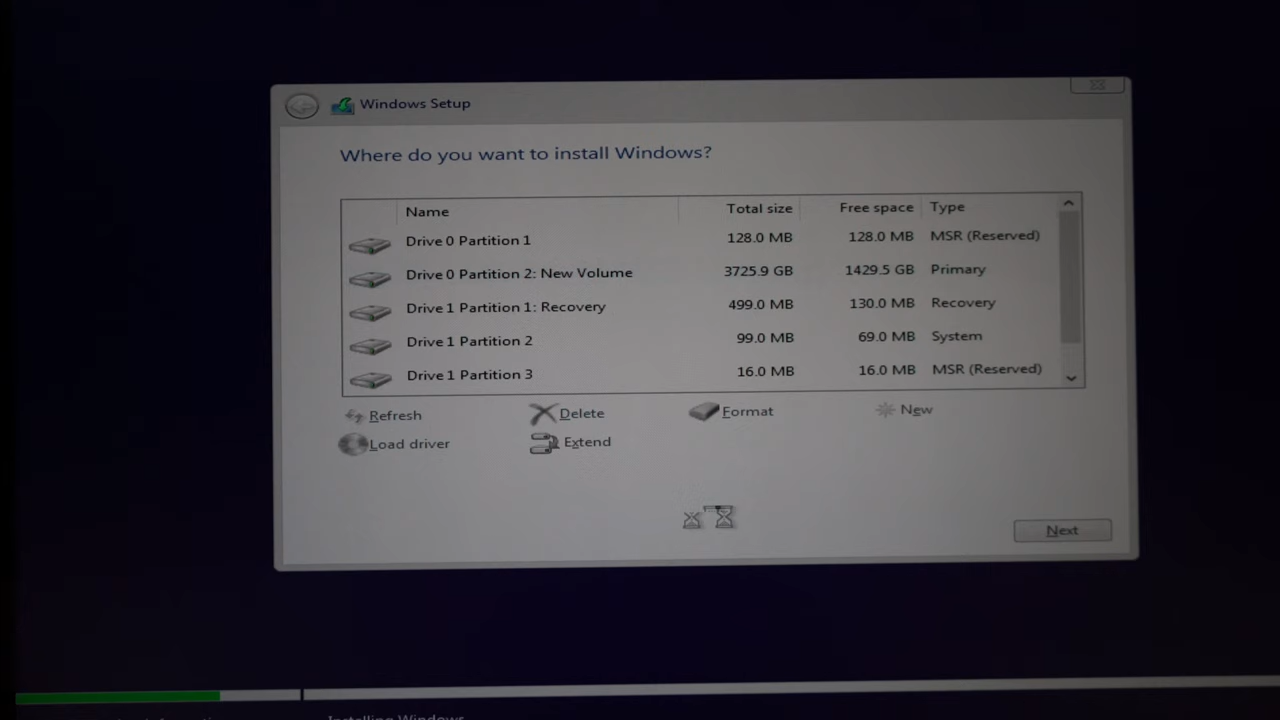 Windows Setup
Where do you want to install Windows?
Name Total size Free space Type
Drive 0 Partition 1 128.0 MB 128.0 MB MSR (Reserved)
Drive 0 Partition 2: New Volume 3725.9 GB 1429.5 GB Primary
Drive 1 Partition 1: Recovery 499.0 MB 130.0 MB Recovery
Drive 1 Partition 2 99.0 MB 69.0 MB System
Drive 1 Partition 3 16.0 MB 16.0 MB MSR (Reserved)
Refresh Delete Format New
Load driver Extend
Next
Installing Windows